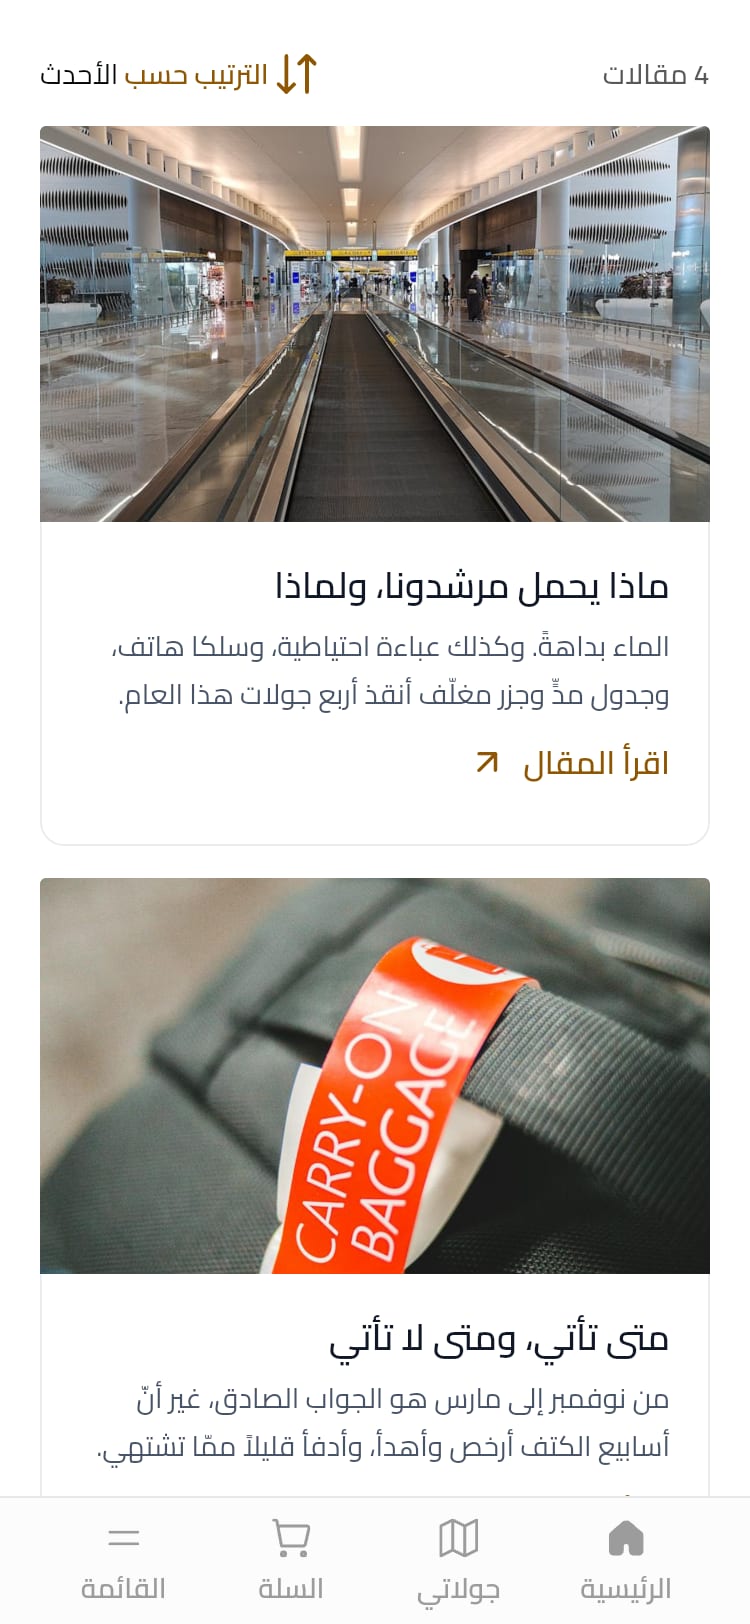 4 مقالات
الترتيب حسب الأحدث
ماذا يحمل مرشدونا، ولماذا
الماء بداهةً. وكذلك عباءة احتياطية، وسلكا هاتف،
وجدول مدٍّ وجزر مغلّف أنقذ أربع جولات هذا العام.
اقرأ المقال
CARRY-ON
BAGGAGE
متى تأتي، ومتى لا تأتي
من نوفمبر إلى مارس هو الجواب الصادق، غير أنّ
أسابيع الكتف أرخص وأهدأ، وأدفأ قليلاً ممّا تشتهي.
الرئيسية
جولاتي
السلة
القائمة